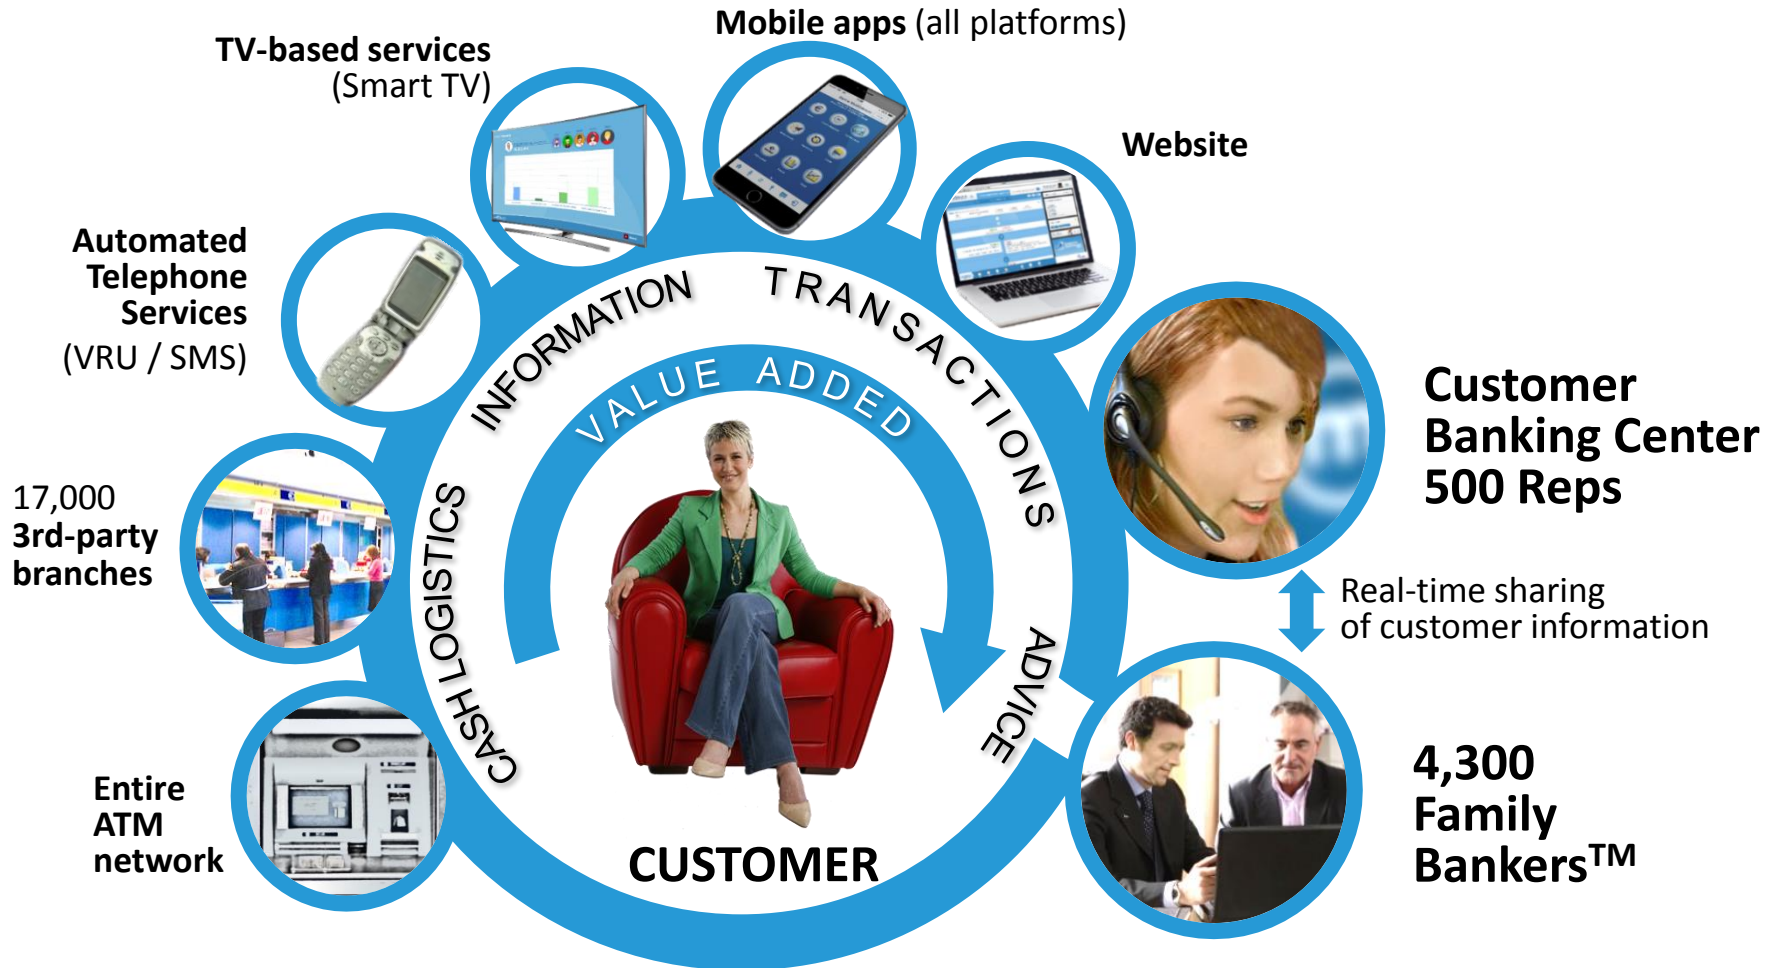 Mobile apps (all platforms)
TV-based services
(Smart TV)
Website
Automated
Telephone
Services
(VRU / SMS)
INFORMATION
TRANSACTIONS
VALUE ADDED
Customer
Banking Center
500 Reps
17,000
3rd-party
branches
CASH LOGISTICS
Real-time sharing
of customer information
ADVICE
Entire
ATM
network
CUSTOMER
4,300
Family
Bankers™